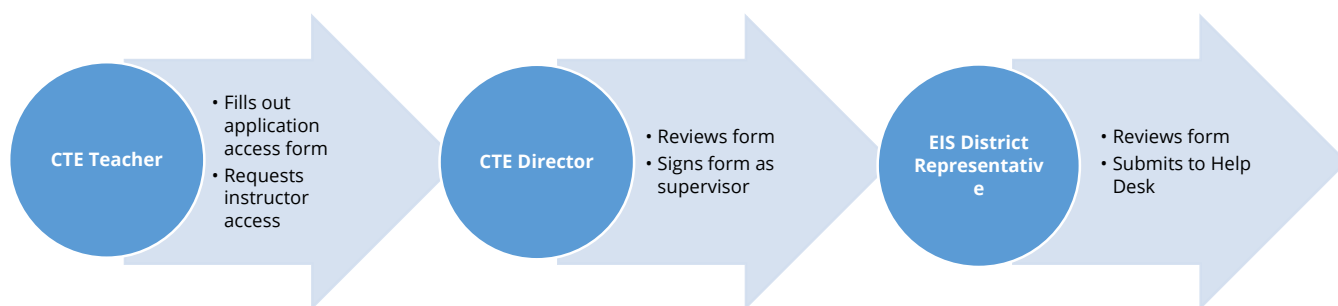 CTE Teacher
• Fills out
application
access form
• Requests
instructor
access
CTE Director
• Reviews form
• Signs form as
supervisor
EIS District
Representativ
e
• Reviews form
• Submits to Help
Desk